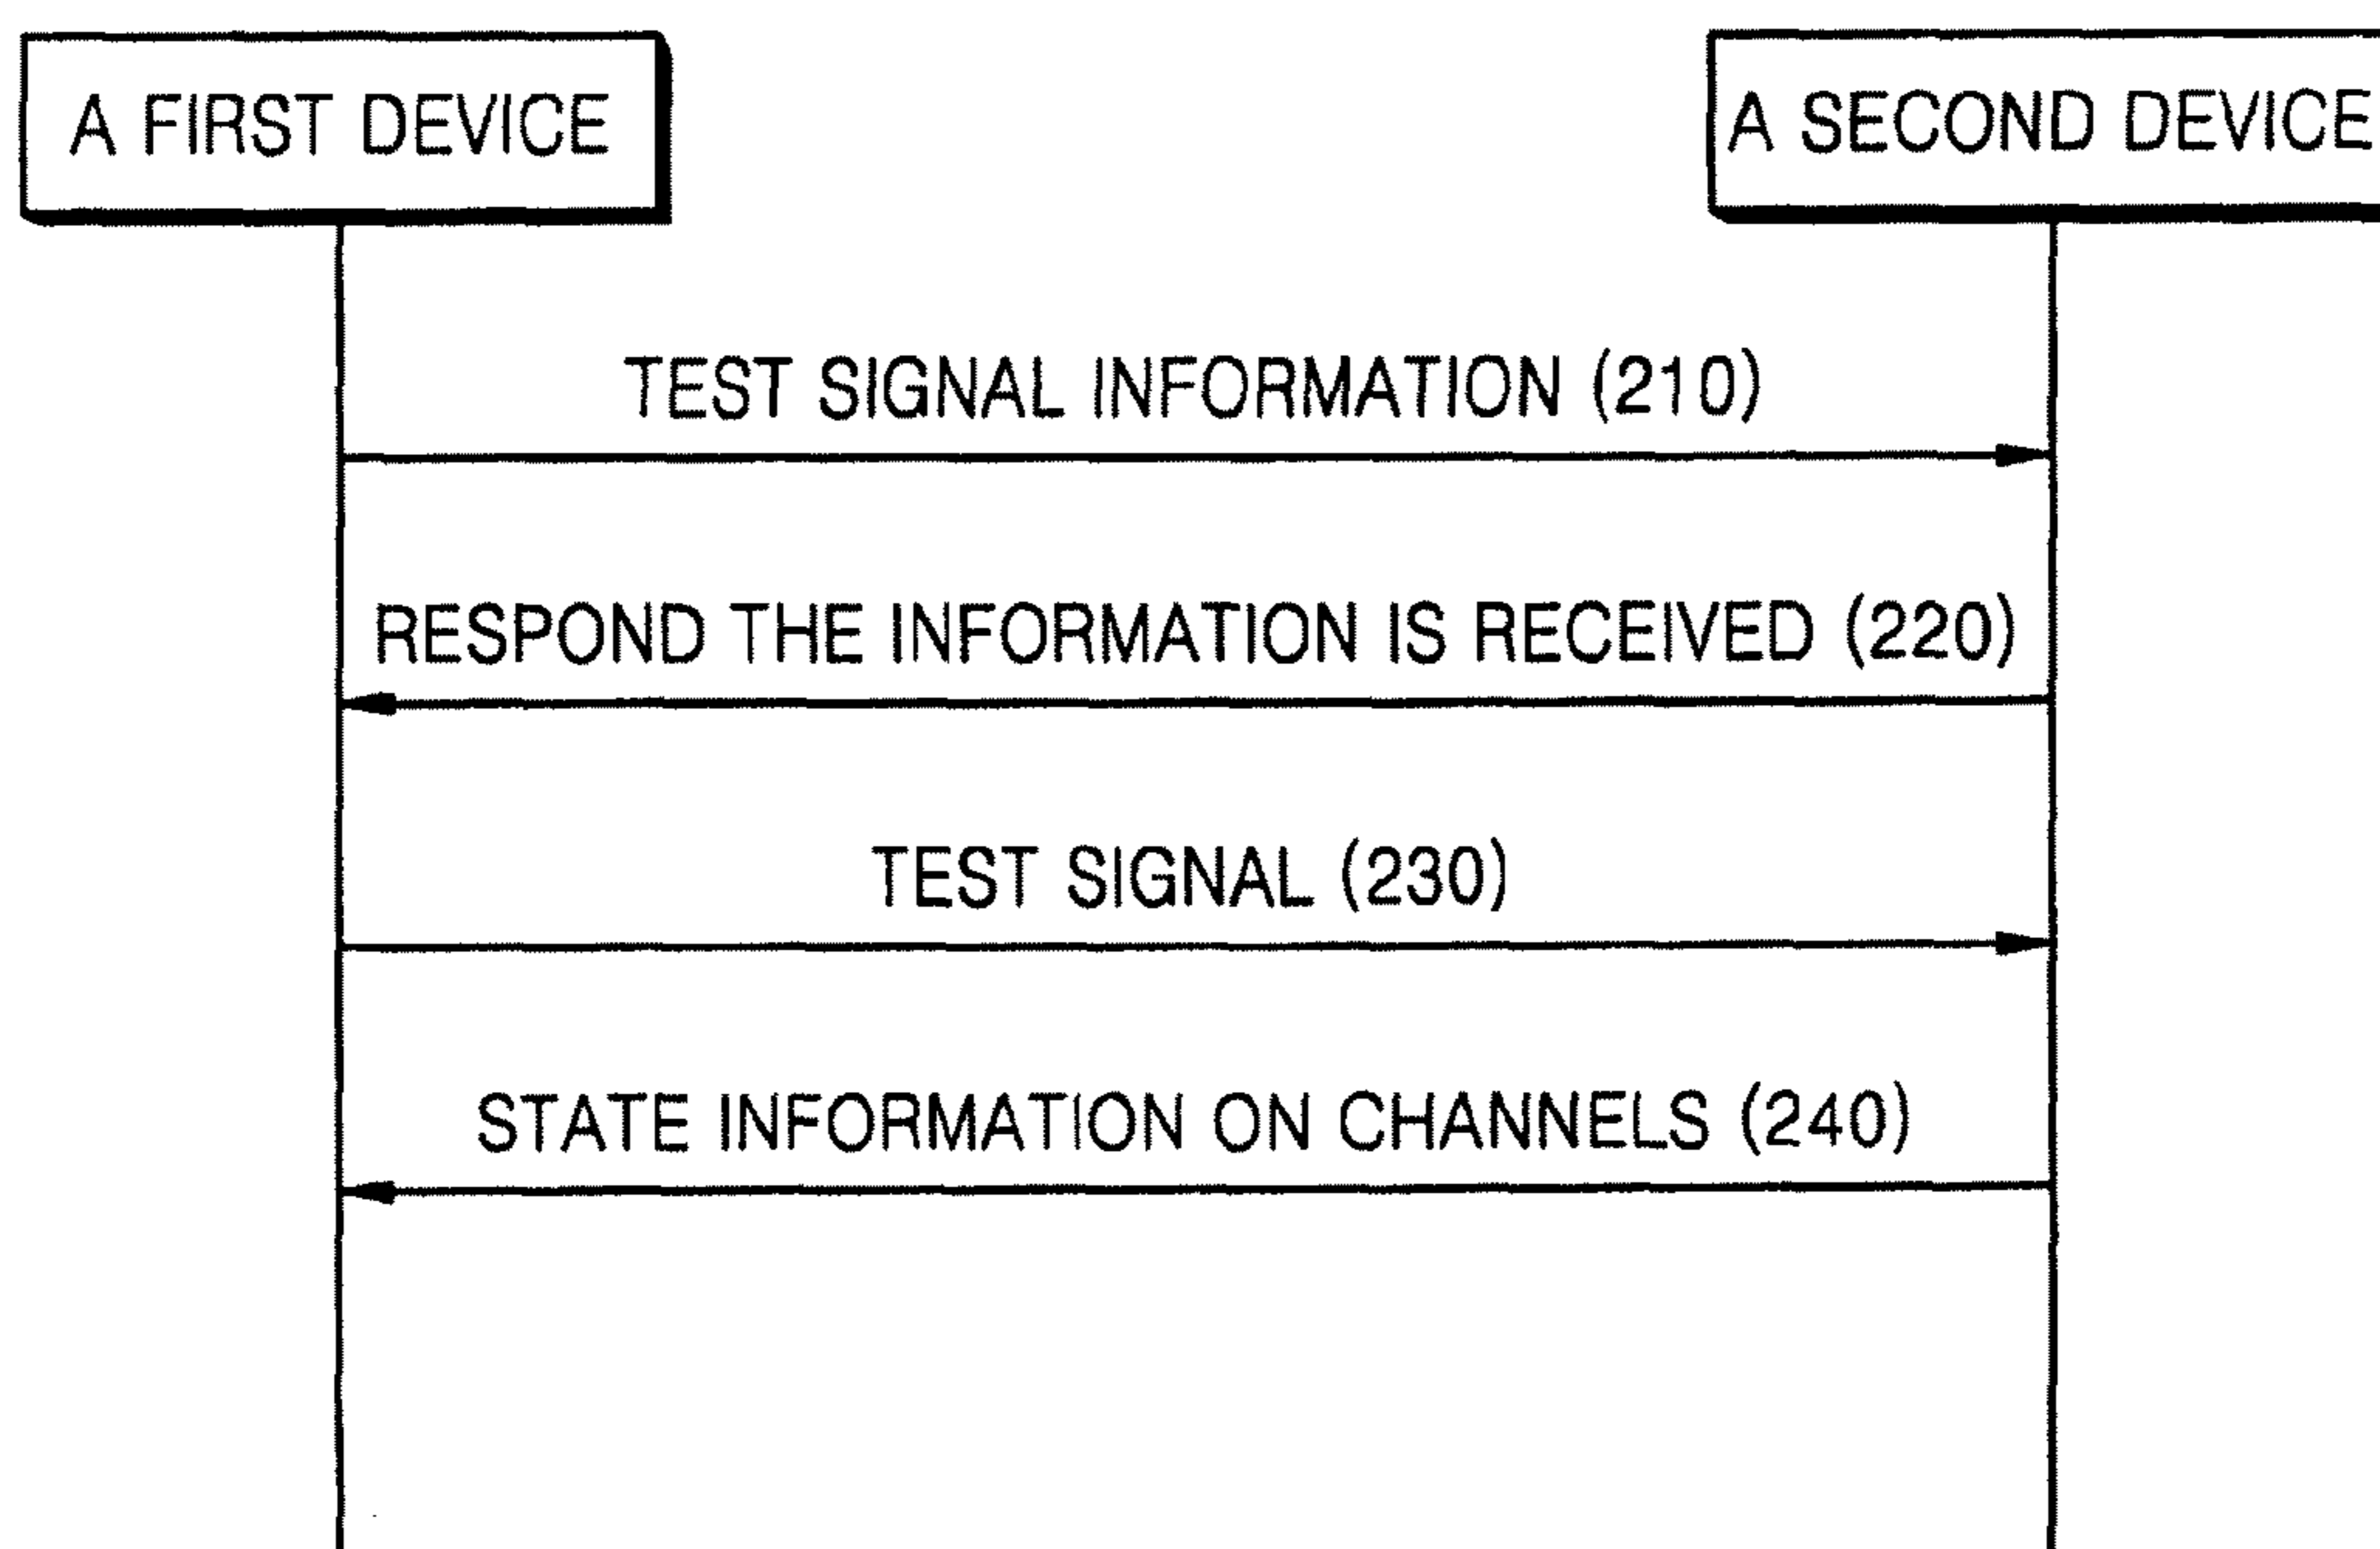 A FIRST DEVICE
A SECOND DEVICE
TEST SIGNAL INFORMATION (210)
RESPOND THE INFORMATION IS RECEIVED (220)
TEST SIGNAL (230)
STATE INFORMATION ON CHANNELS (240)